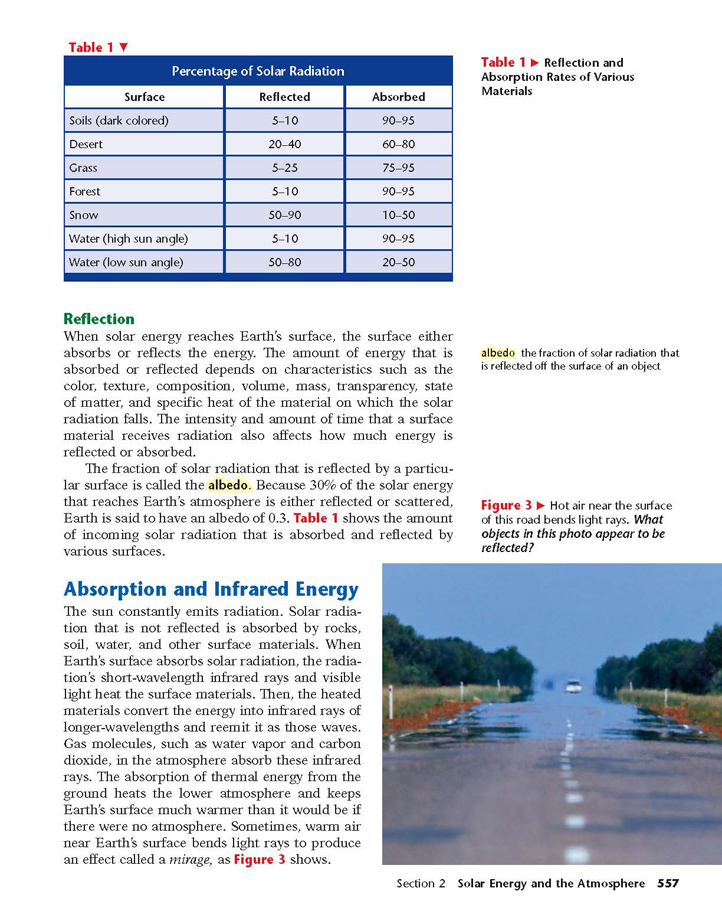 Table 1 ▼
Percentage of Solar Radiation
Surface Reflected Absorbed
Soils (dark colored) 5–10 90–95
Desert 20–40 60–80
Grass 5–25 75–95
Forest 5–10 90–95
Snow 50–90 10–50
Water (high sun angle) 5–10 90–95
Water (low sun angle) 50–80 20–50
Table 1 ► Reflection and
Absorption Rates of Various
Materials
Reflection
When solar energy reaches Earth's surface, the surface either
absorbs or reflects the energy. The amount of energy that is
absorbed or reflected depends on characteristics such as the
color, texture, composition, volume, mass, transparency, state
of matter, and specific heat of the material on which the solar
radiation falls. The intensity and amount of time that a surface
material receives radiation also affects how much energy is
reflected or absorbed.
The fraction of solar radiation that is reflected by a particu-
lar surface is called the albedo. Because 30% of the solar energy
that reaches Earth's atmosphere is either reflected or scattered,
Earth is said to have an albedo of 0.3. Table 1 shows the amount
of incoming solar radiation that is absorbed and reflected by
various surfaces.
albedo the fraction of solar radiation that
is reflected off the surface of an object
Figure 3 ► Hot air near the surface
of this road bends light rays. What
objects in this photo appear to be
reflected?
Absorption and Infrared Energy
The sun constantly emits radiation. Solar radia-
tion that is not reflected is absorbed by rocks,
soil, water, and other surface materials. When
Earth's surface absorbs solar radiation, the radia-
tion's short-wavelength infrared rays and visible
light heat the surface materials. Then, the heated
materials convert the energy into infrared rays of
longer-wavelengths and reemit it as those waves.
Gas molecules, such as water vapor and carbon
dioxide, in the atmosphere absorb these infrared
rays. The absorption of thermal energy from the
ground heats the lower atmosphere and keeps
Earth's surface much warmer than it would be if
there were no atmosphere. Sometimes, warm air
near Earth's surface bends light rays to produce
an effect called a mirage, as Figure 3 shows.
Section 2 Solar Energy and the Atmosphere 557